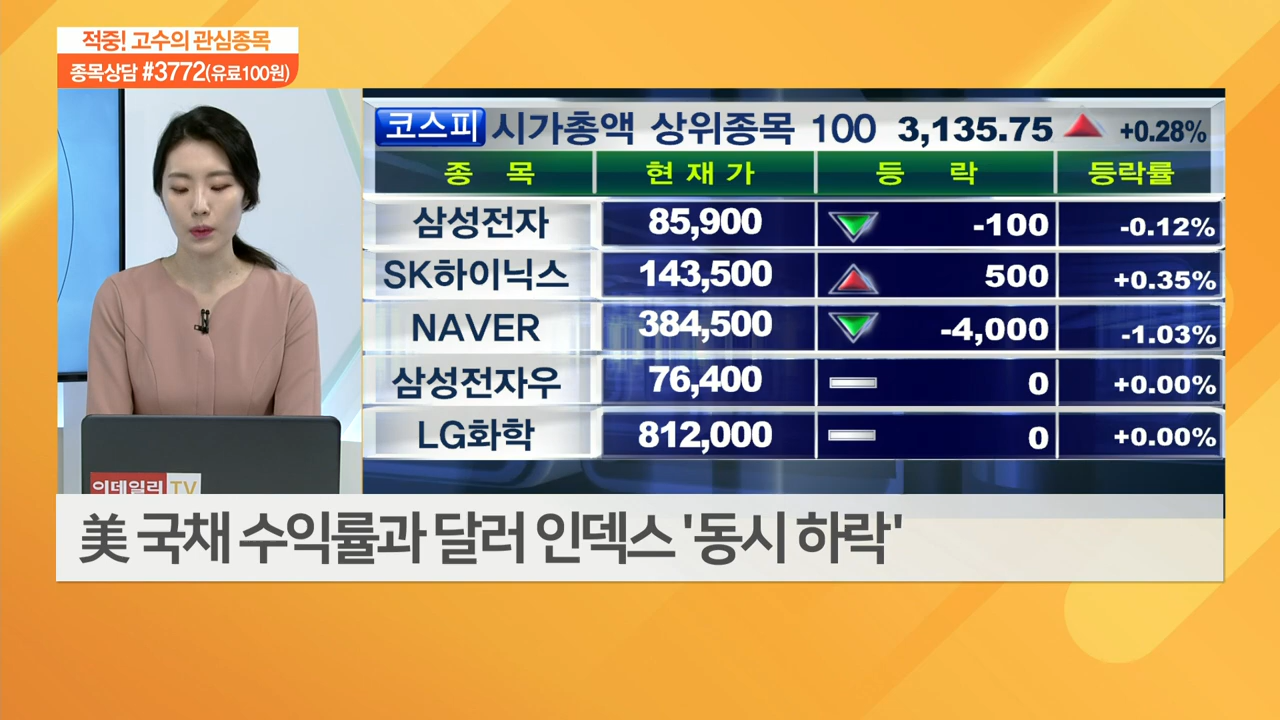 적중! 고수의 관심종목
종목상담 #3772(유료100원)
코스피 시가총액 상위종목 100 3,135.75 +0.28%
종 목 현재가 등 락 등락률
삼성전자 85,900 -100 -0.12%
SK하이닉스 143,500 500 +0.35%
NAVER 384,500 -4,000 -1.03%
삼성전자우 76,400 0 +0.00%
LG화학 812,000 0 +0.00%
이데일리TV
美 국채 수익률과 달러 인덱스 '동시 하락'